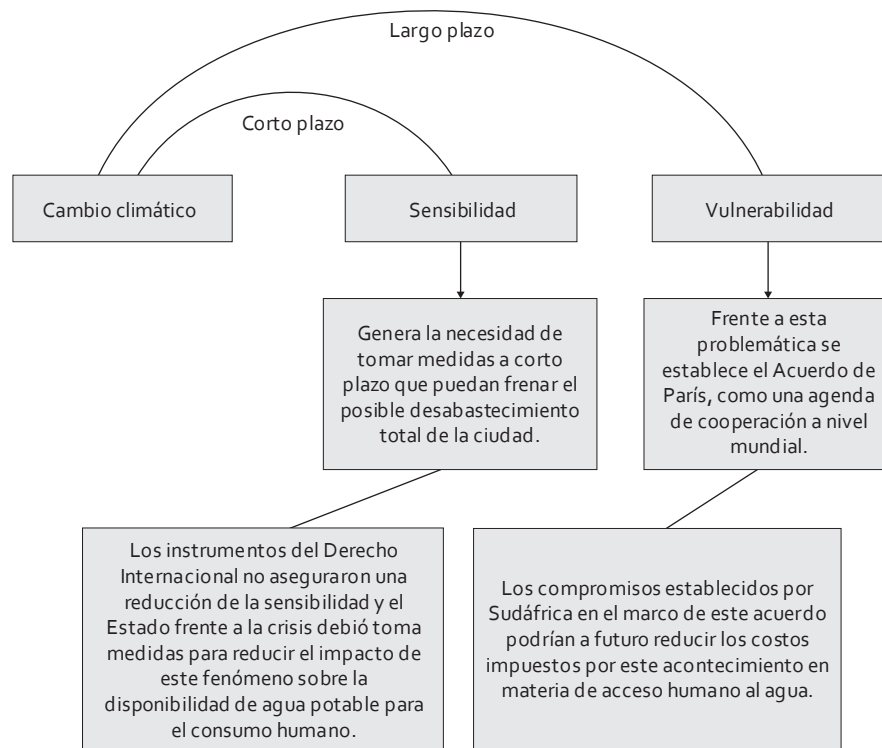 Largo plazo
Corto plazo
Cambio climático
Sensibilidad
Vulnerabilidad
Genera la necesidad de
tomar medidas a corto
plazo que puedan frenar el
posible desabastecimiento
total de la ciudad.
Frente a esta
problemática se
establece el Acuerdo de
París, como una agenda
de cooperación a nivel
mundial.
Los instrumentos del Derecho
Internacional no aseguraron una
reducción de la sensibilidad y el
Estado frente a la crisis debió toma
medidas para reducir el impacto de
este fenómeno sobre la
disponibilidad de agua potable para
el consumo humano.
Los compromisos establecidos por
Sudáfrica en el marco de este acuerdo
podrían a futuro reducir los costos
impuestos por este acontecimiento en
materia de acceso humano al agua.